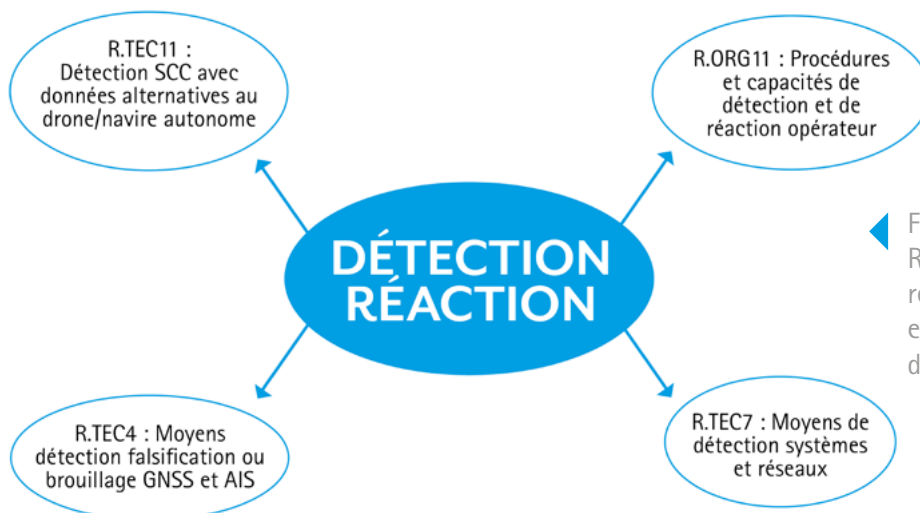 R.TEC11 :
Détection SCC avec
données alternatives au
drone/navire autonome
R.ORG11 : Procédures
et capacités de
détection et de
réaction opérateur
DÉTECTION
RÉACTION
R.TEC4 : Moyens
détection falsification ou
brouillage GNSS et AIS
R.TEC7 : Moyens de
détection systèmes
et réseaux